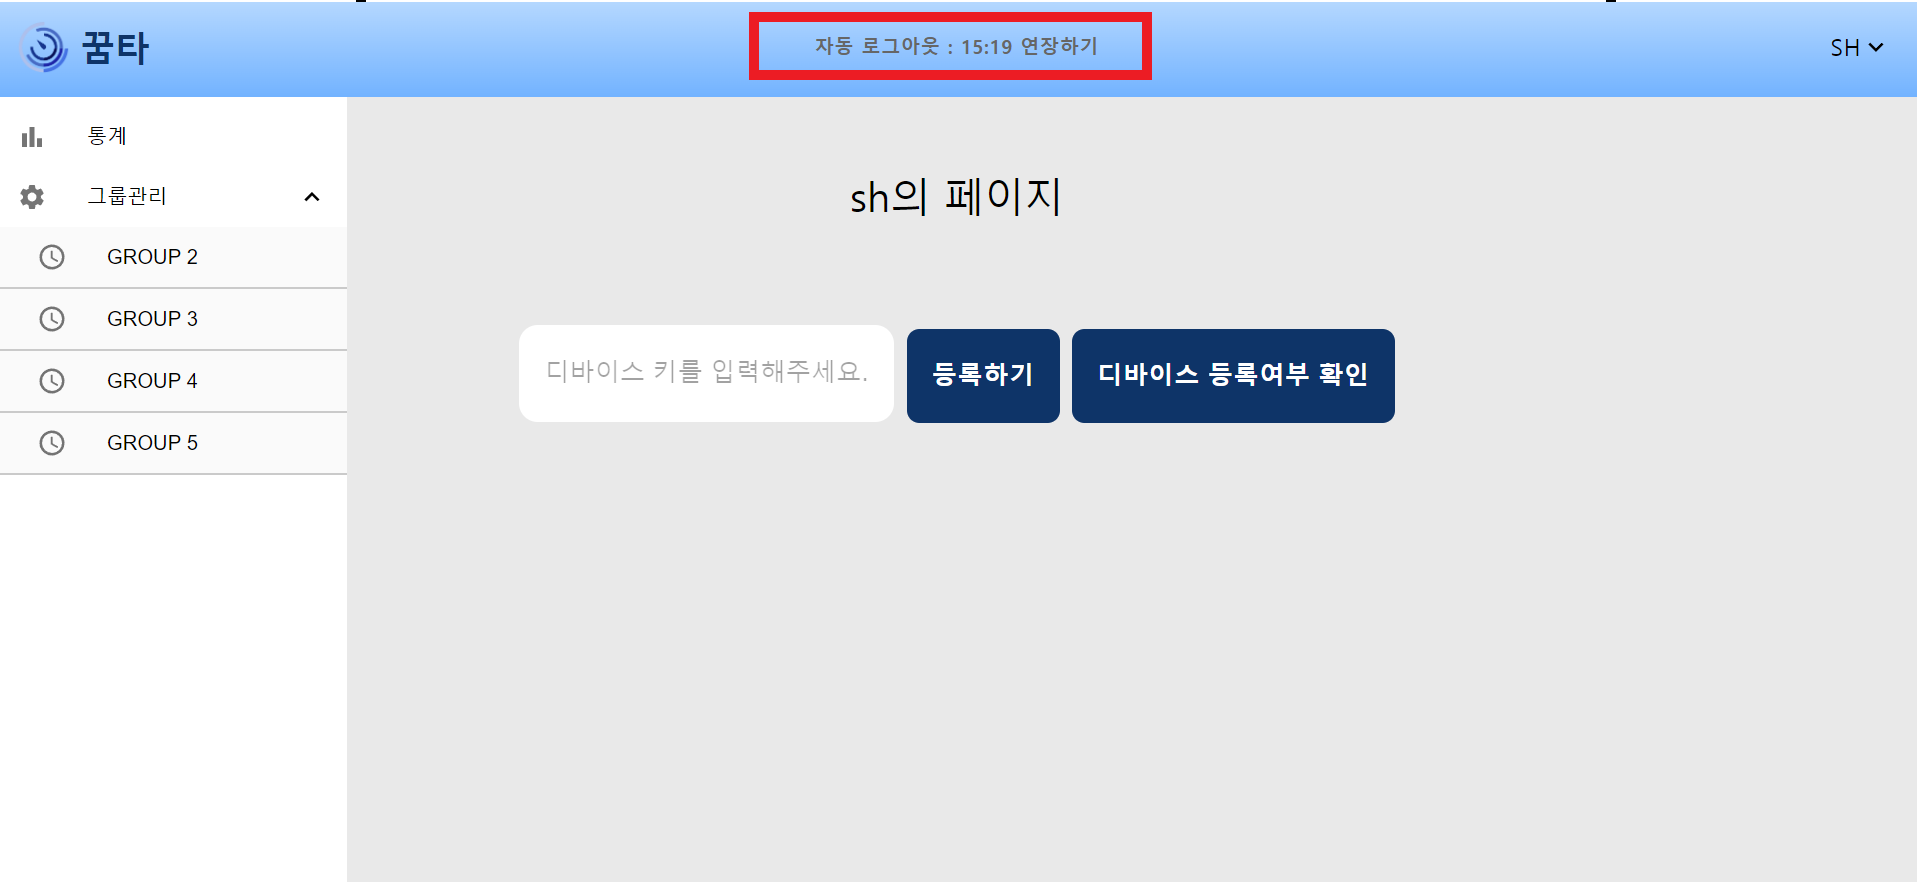 꿈타
자동 로그아웃 : 15:19 연장하기
SH
통계
그룹관리
GROUP 2
GROUP 3
GROUP 4
GROUP 5
sh의 페이지
디바이스 키를 입력해주세요.
등록하기
디바이스 등록여부 확인